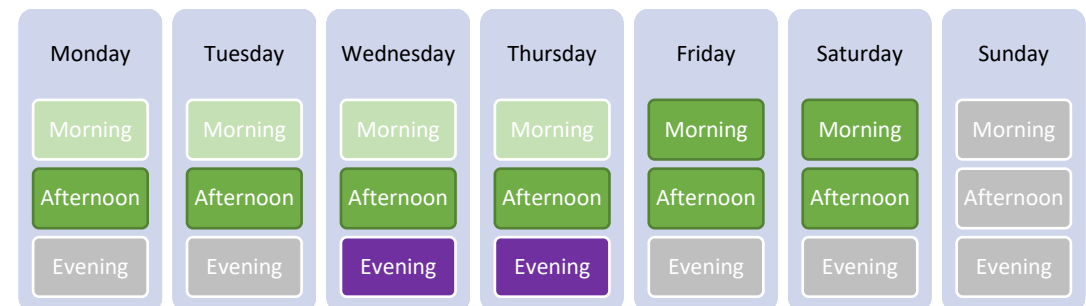 Monday Tuesday Wednesday Thursday Friday Saturday Sunday
Morning Morning Morning Morning Morning Morning Morning
Afternoon Afternoon Afternoon Afternoon Afternoon Afternoon Afternoon
Evening Evening Evening Evening Evening Evening Evening